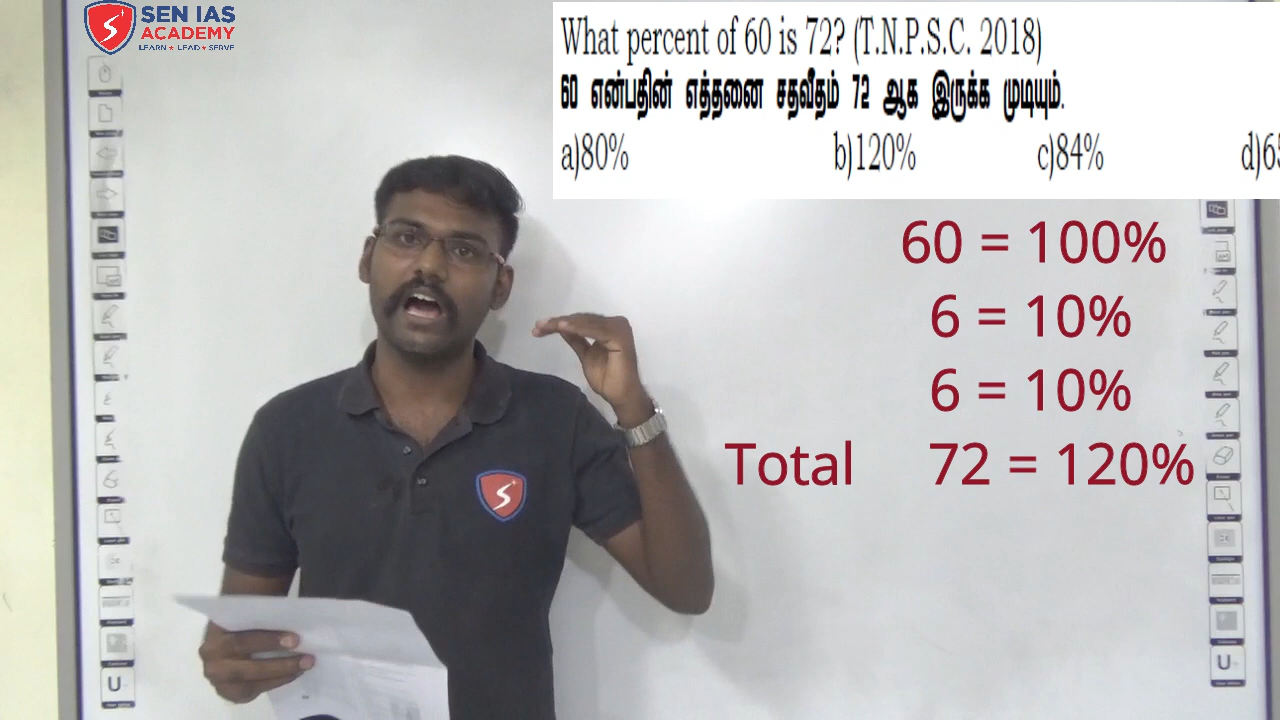 SEN IAS
ACADEMY
LEARN ★ LEAD ★ SERVE
What percent of 60 is 72? (T.N.P.S.C. 2018)
60 என்பதின் எத்தனை சதவீதம் 72 ஆக இருக்க முடியும்.
a)80% b)120% c)84% d)65
60 = 100%
6 = 10%
6 = 10%
Total 72 = 120%
U
U